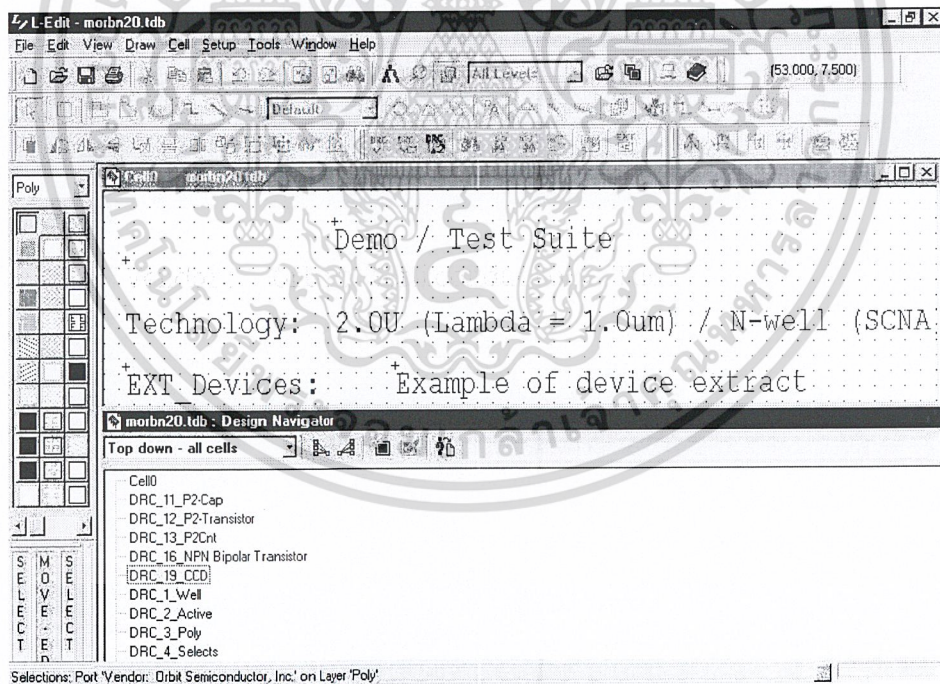 L-Edit - morbn20.tdb
File Edit View Draw Cell Setup Tools Window Help
All Levels
(53.000, 7.500)
Default
Poly
Cell0 morbn20.tdb
Demo / Test Suite
Technology: 2.0U (Lambda = 1.0um) / N-well (SCNA
EXT_Devices: Example of device extract
morbn20.tdb : Design Navigator
Top down - all cells
Cell0
DRC_11_P2-Cap
DRC_12_P2-Transistor
DRC_13_P2Cnt
DRC_16_NPN Bipolar Transistor
DRC_19_CCD
DRC_1_Well
DRC_2_Active
DRC_3_Poly
DRC_4_Selects
SELECT
MOVE-ED
SELECT
Selections: Port 'Vendor: Orbit Semiconductor, Inc.' on Layer 'Poly'